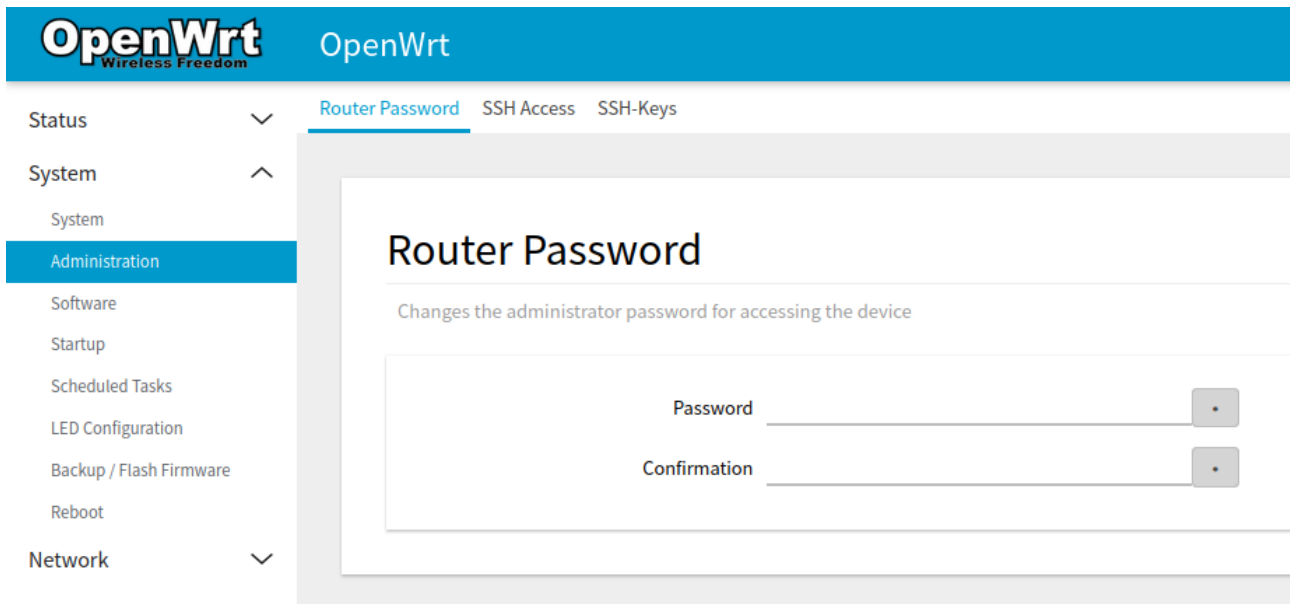 OpenWrt
Wireless Freedom
OpenWrt
Status
System
System
Administration
Software
Startup
Scheduled Tasks
LED Configuration
Backup / Flash Firmware
Reboot
Network
Router Password SSH Access SSH-Keys
Router Password
Changes the administrator password for accessing the device
Password
Confirmation